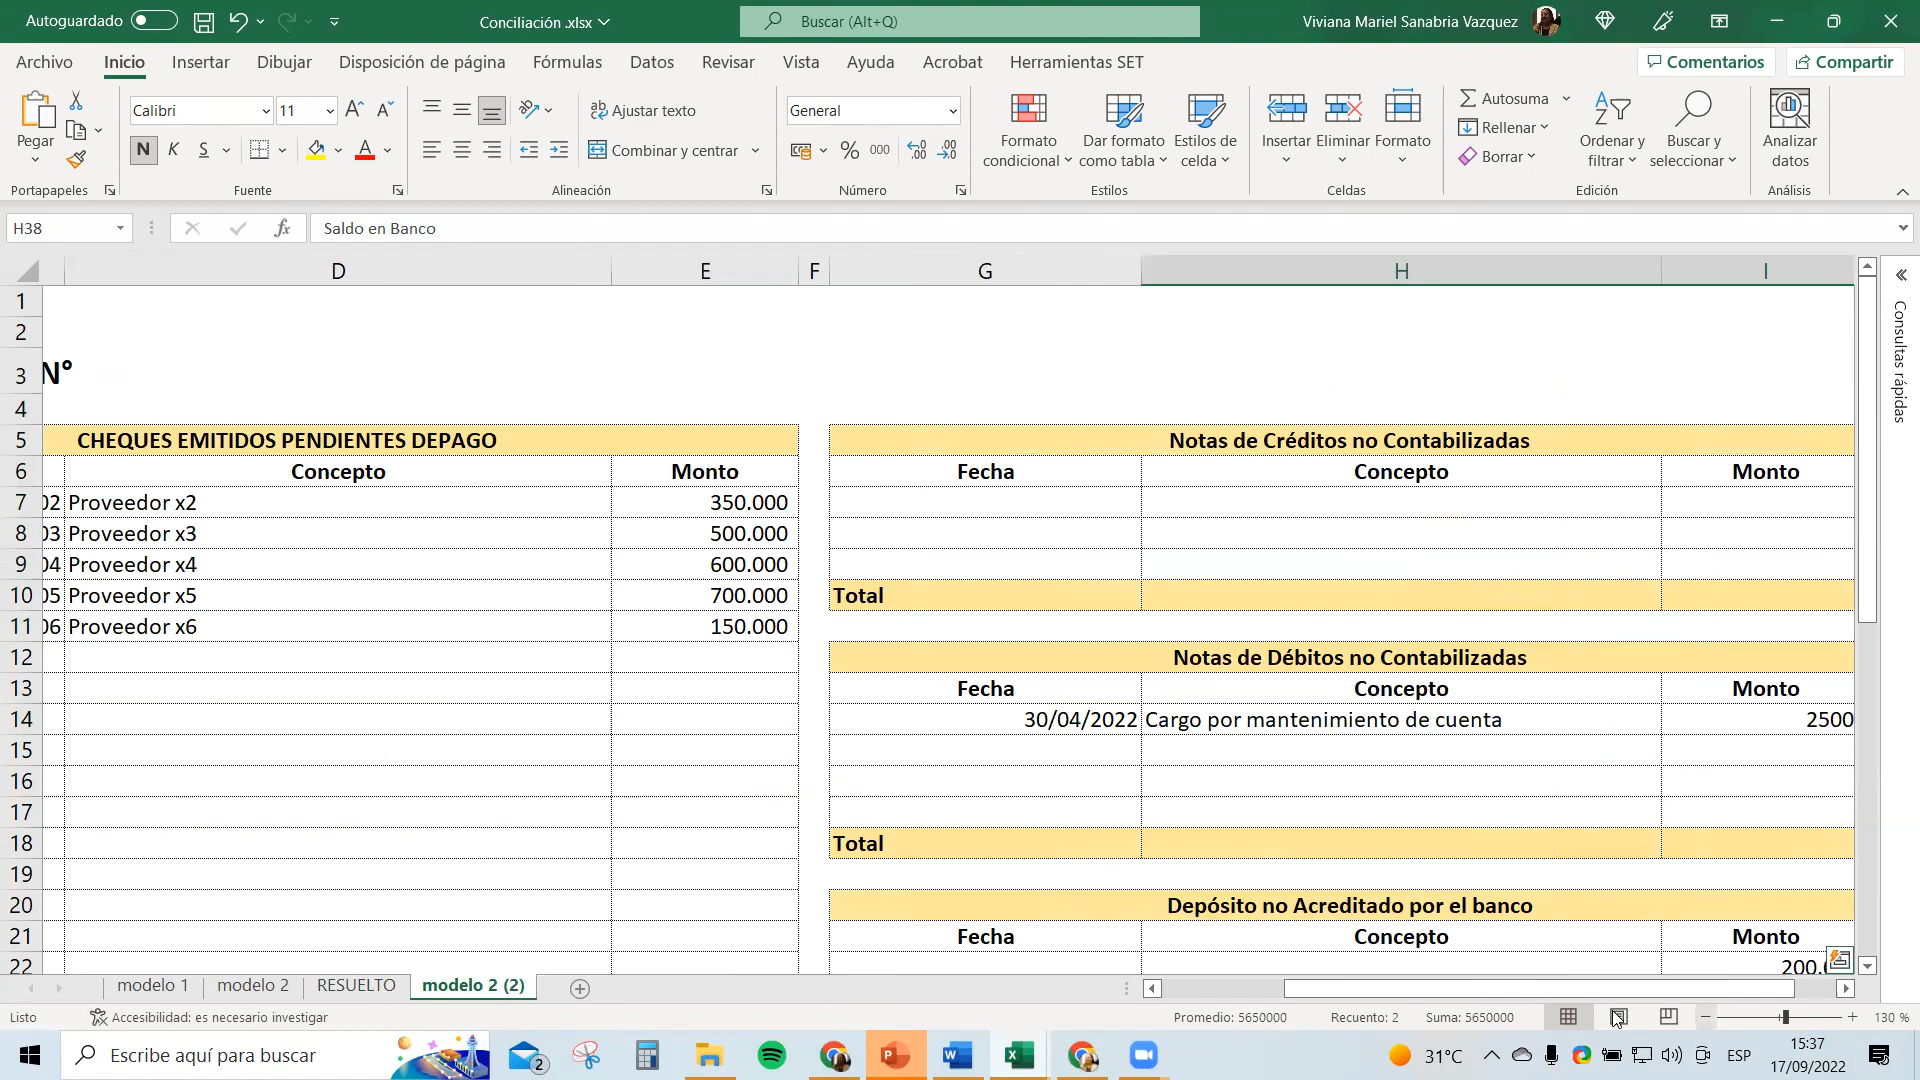 Autoguardado
Conciliación .xlsx
Buscar (Alt+Q)
Viviana Mariel Sanabria Vazquez
Archivo Inicio Insertar Dibujar Disposición de página Fórmulas Datos Revisar Vista Ayuda Acrobat Herramientas SET
Comentarios Compartir
Pegar
Portapapeles
Calibri 11
N K S
Fuente
Ajustar texto
Combinar y centrar
Alineación
General
% 000
Número
Formato condicional
Dar formato como tabla
Estilos de celda
Estilos
Insertar Eliminar Formato
Celdas
Autosuma
Rellenar
Borrar
Ordenar y filtrar
Buscar y seleccionar
Edición
Analizar datos
Análisis
H38 fx Saldo en Banco
D E F G H I
Consultas rápidas
1
2
3 N°
4
5 CHEQUES EMITIDOS PENDIENTES DEPAGO Notas de Créditos no Contabilizadas
6 Concepto Monto Fecha Concepto Monto
7 02 Proveedor x2 350.000
8 03 Proveedor x3 500.000
9 04 Proveedor x4 600.000
10 05 Proveedor x5 700.000 Total
11 06 Proveedor x6 150.000
12 Notas de Débitos no Contabilizadas
13 Fecha Concepto Monto
14 30/04/2022 Cargo por mantenimiento de cuenta 2500
15
16
17
18 Total
19
20 Depósito no Acreditado por el banco
21 Fecha Concepto Monto
22 200.
modelo 1 modelo 2 RESUELTO modelo 2 (2)
Listo Accesibilidad: es necesario investigar Promedio: 5650000 Recuento: 2 Suma: 5650000 130 %
Escribe aquí para buscar
2
31°C
ESP
15:37
17/09/2022